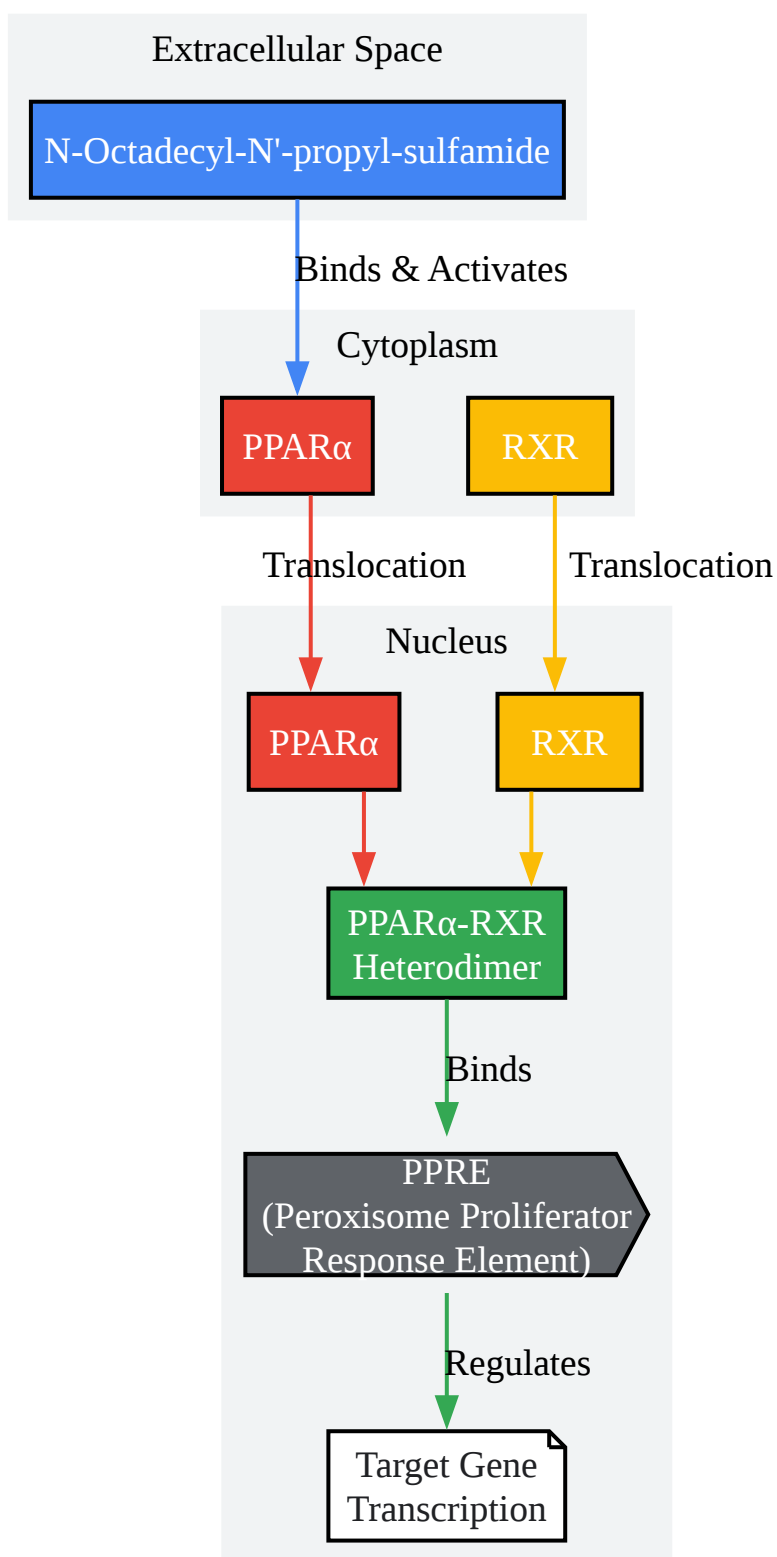 Extracellular Space
N-Octadecyl-N'-propyl-sulfamide
Binds & Activates
Cytoplasm
PPARα
RXR
Translocation
Translocation
Nucleus
PPARα
RXR
PPARα-RXR
Heterodimer
Binds
PPRE
(Peroxisome Proliferator
Response Element)
Regulates
Target Gene
Transcription